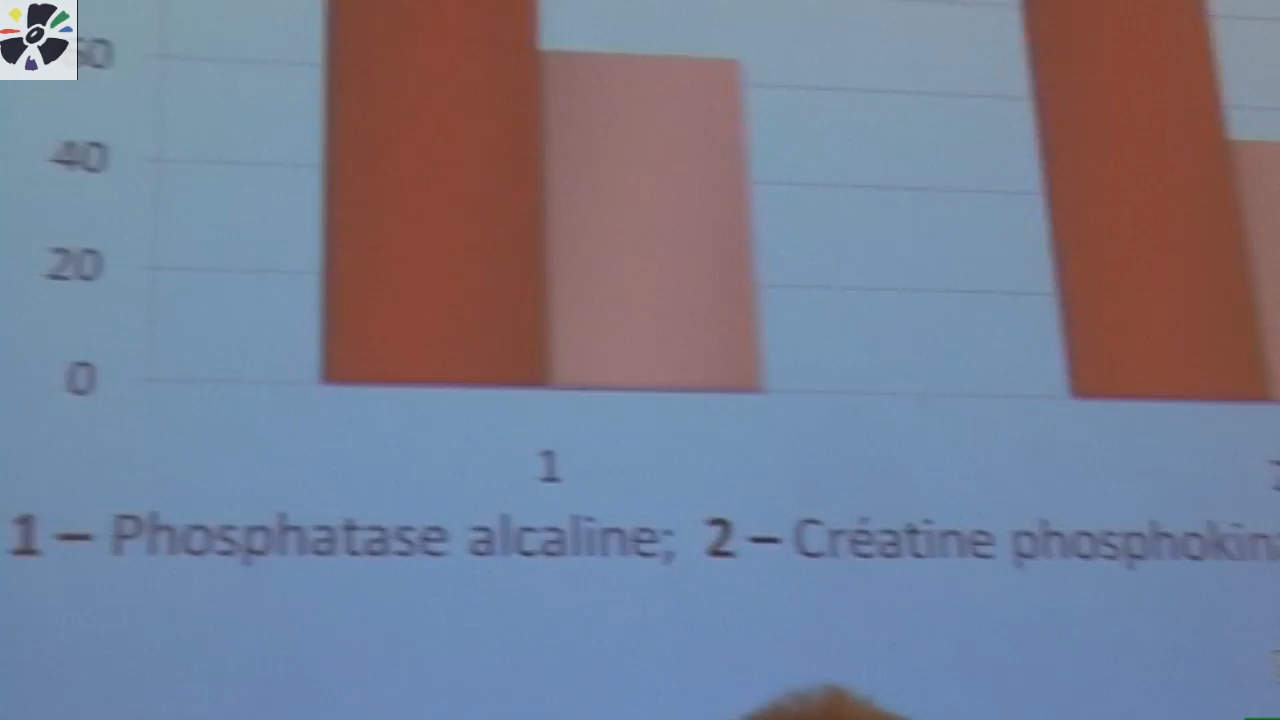 40
20
0
1
1 – Phosphatase alcaline; 2 – Créatine